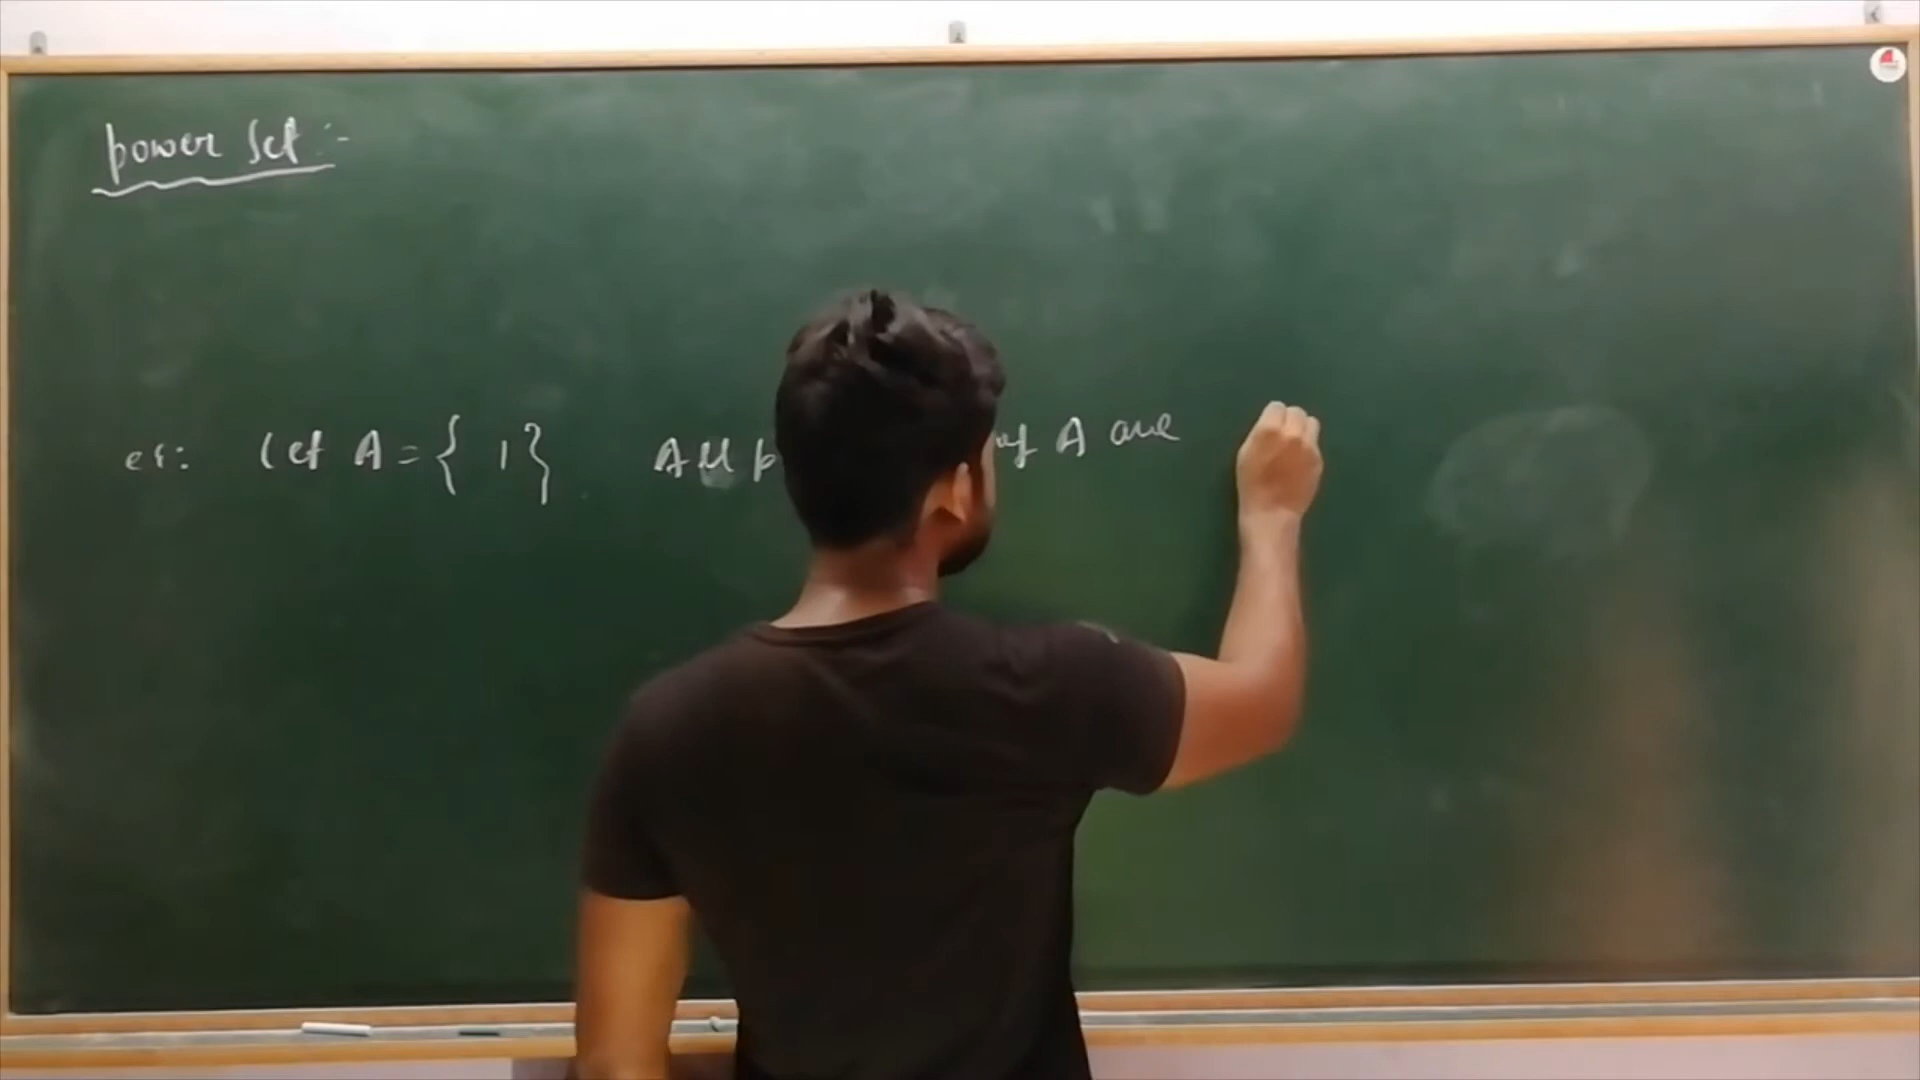 power Set :-
ex: Let A = { 1 } All of A are